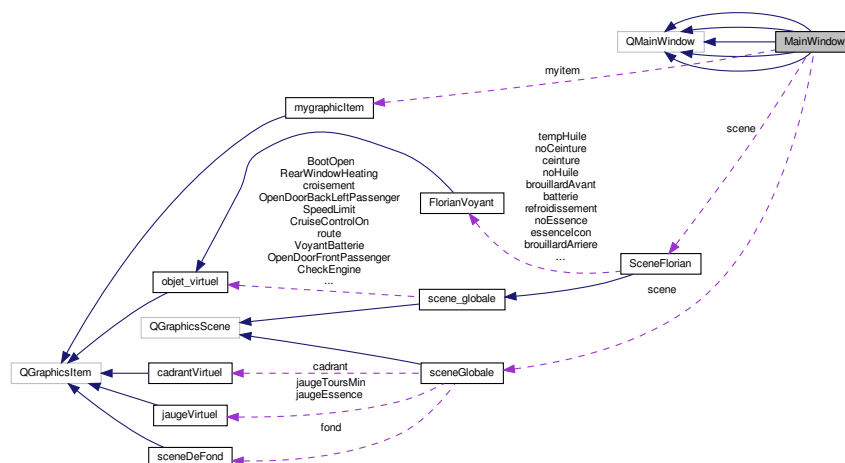 QMainWindow
MainWindow
myitem
mygraphicItem
scene
tempHuile
noCeinture
ceinture
noHuile
brouillardAvant
batterie
refroidissement
noEssence
essenceIcon
brouillardArriere
...
BootOpen
RearWindowHeating
croisement
OpenDoorBackLeftPassenger
SpeedLimit
CruiseControlOn
route
VoyantBatterie
OpenDoorFrontPassenger
CheckEngine
...
FlorianVoyant
SceneFlorian
objet_virtuel
scene_globale
scene
QGraphicsScene
QGraphicsItem
cadrantVirtuel
cadrant
sceneGlobale
jaugeToursMin
jaugeEssence
jaugeVirtuel
fond
sceneDeFond